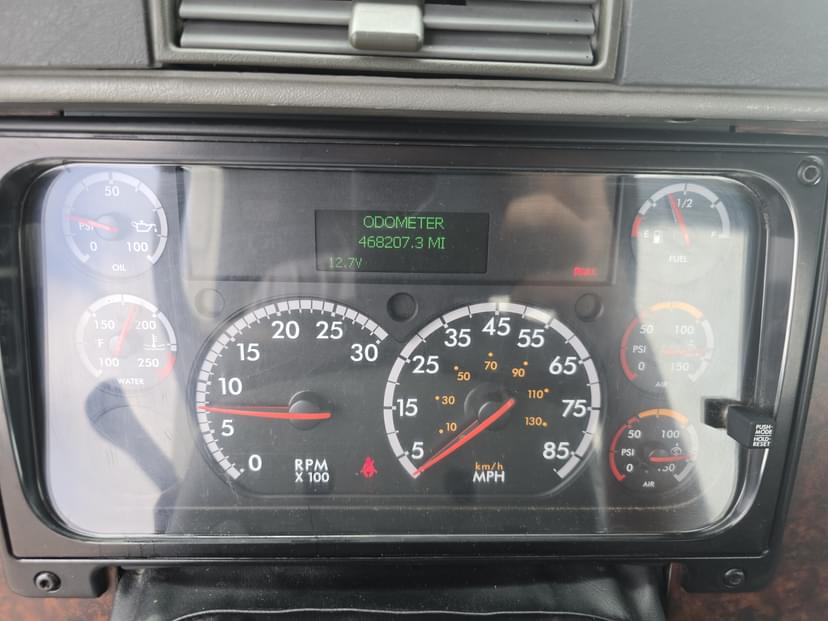 50
PSI
0 100
OIL
150 200
°F
100 250
WATER
ODOMETER
468207.3 MI
12.7V
1/2
E F
FUEL
50 100
PSI
0 150
AIR
50 100
PSI
0 150
AIR
0 5 10 15 20 25 30
RPM
X 100
5 15 25 35 45 55 65 75 85
10 30 50 70 90 110 130
km/h
MPH
PUSH-
MODE
HOLD-
RESET